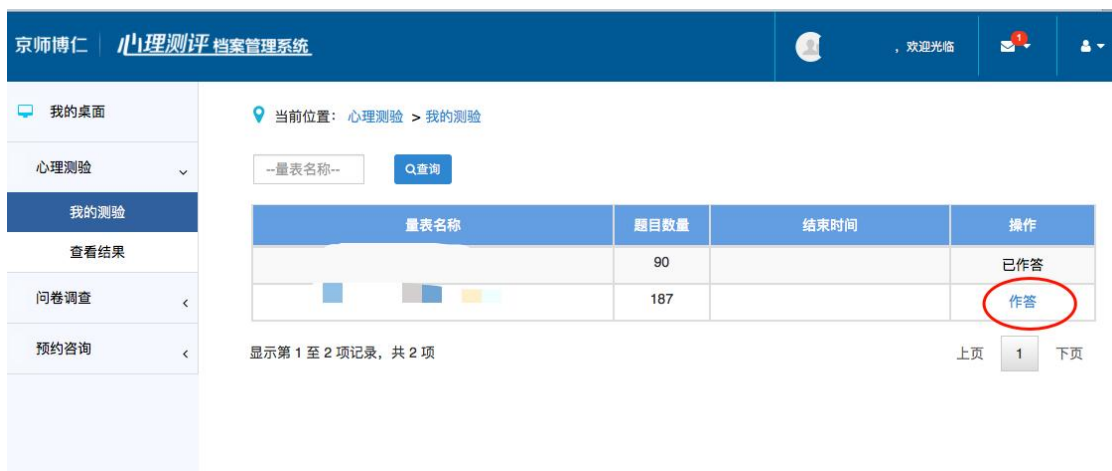 京师博仁 心理测评 档案管理系统
，欢迎光临 1
我的桌面
当前位置： 心理测验 > 我的测验
心理测验
--量表名称-- 查询
我的测验
量表名称 题目数量 结束时间 操作
查看结果
90 已作答
问卷调查
187 作答
预约咨询
显示第 1 至 2 项记录，共 2 项 上页 1 下页